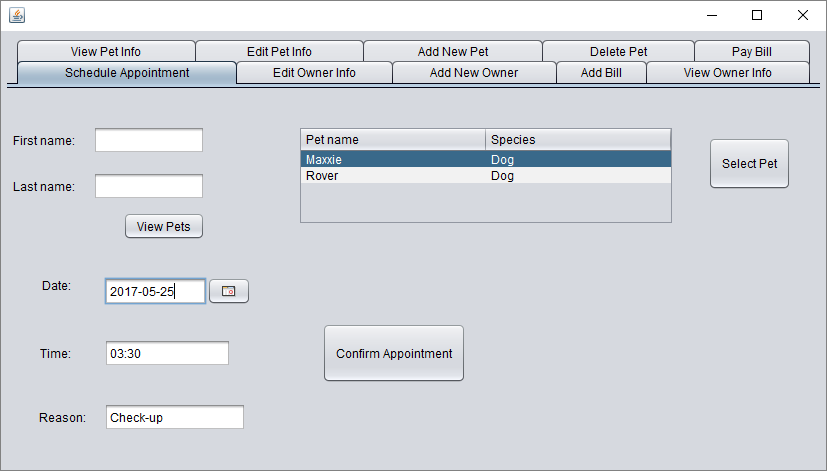 View Pet Info Edit Pet Info Add New Pet Delete Pet Pay Bill
Schedule Appointment Edit Owner Info Add New Owner Add Bill View Owner Info
First name:
Last name:
View Pets
Pet name Species
Maxxie Dog
Rover Dog
Select Pet
Date: 2017-05-25
Time: 03:30
Confirm Appointment
Reason: Check-up